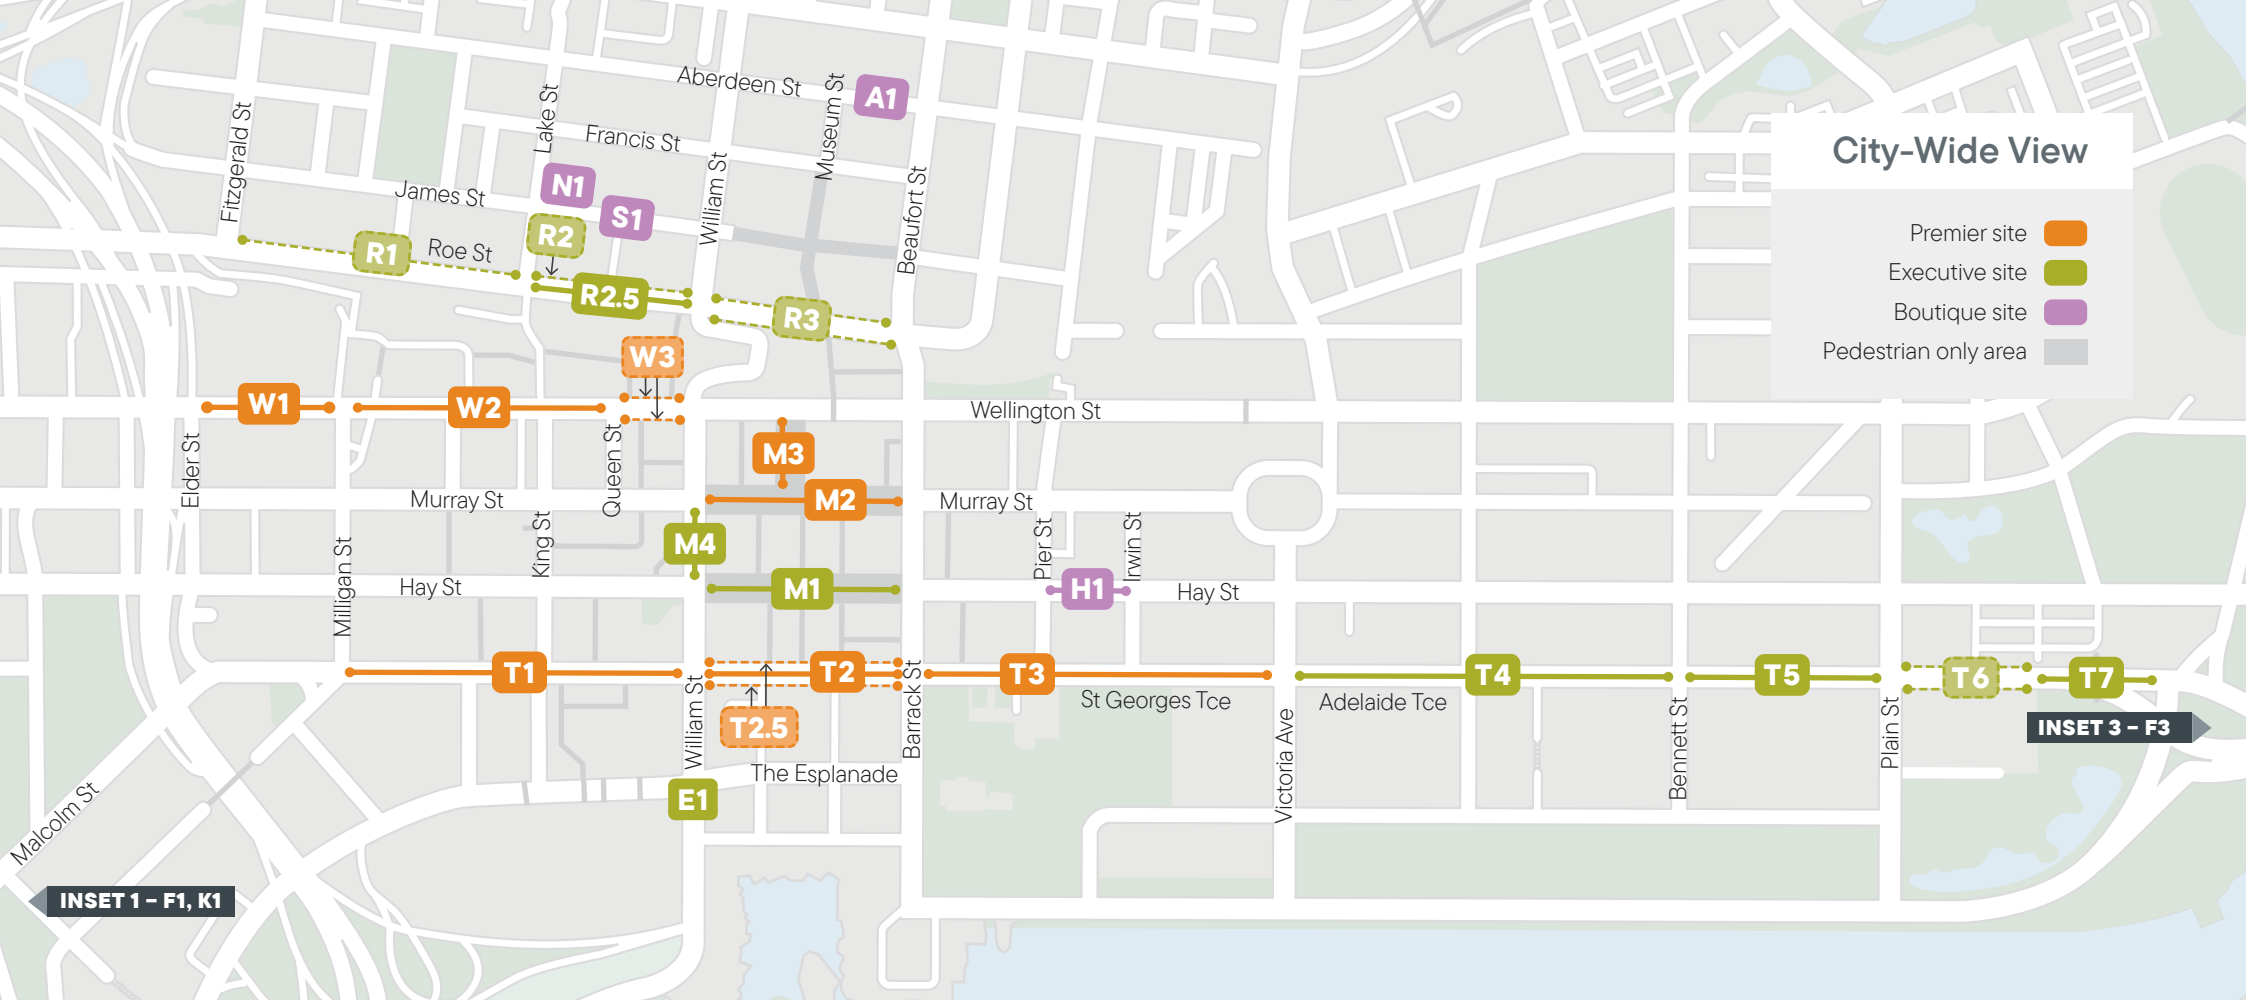 Aberdeen St
Museum St
A1
City-Wide View
Premier site
Executive site
Boutique site
Pedestrian only area
Fitzgerald St
Lake St
Francis St
William St
Beaufort St
James St
N1
S1
R2
R1
Roe St
R2.5
R3
W3
W1
W2
Wellington St
Elder St
Queen St
M3
Murray St
M2
Murray St
Milligan St
King St
M4
Pier St
Irwin St
Hay St
M1
H1
Hay St
T1
T2
T3
T4
T5
T6
T7
William St
T2.5
Barrack St
St Georges Tce
Adelaide Tce
Victoria Ave
Bennett St
Plain St
INSET 3 – F3
The Esplanade
E1
Malcolm St
INSET 1 – F1, K1